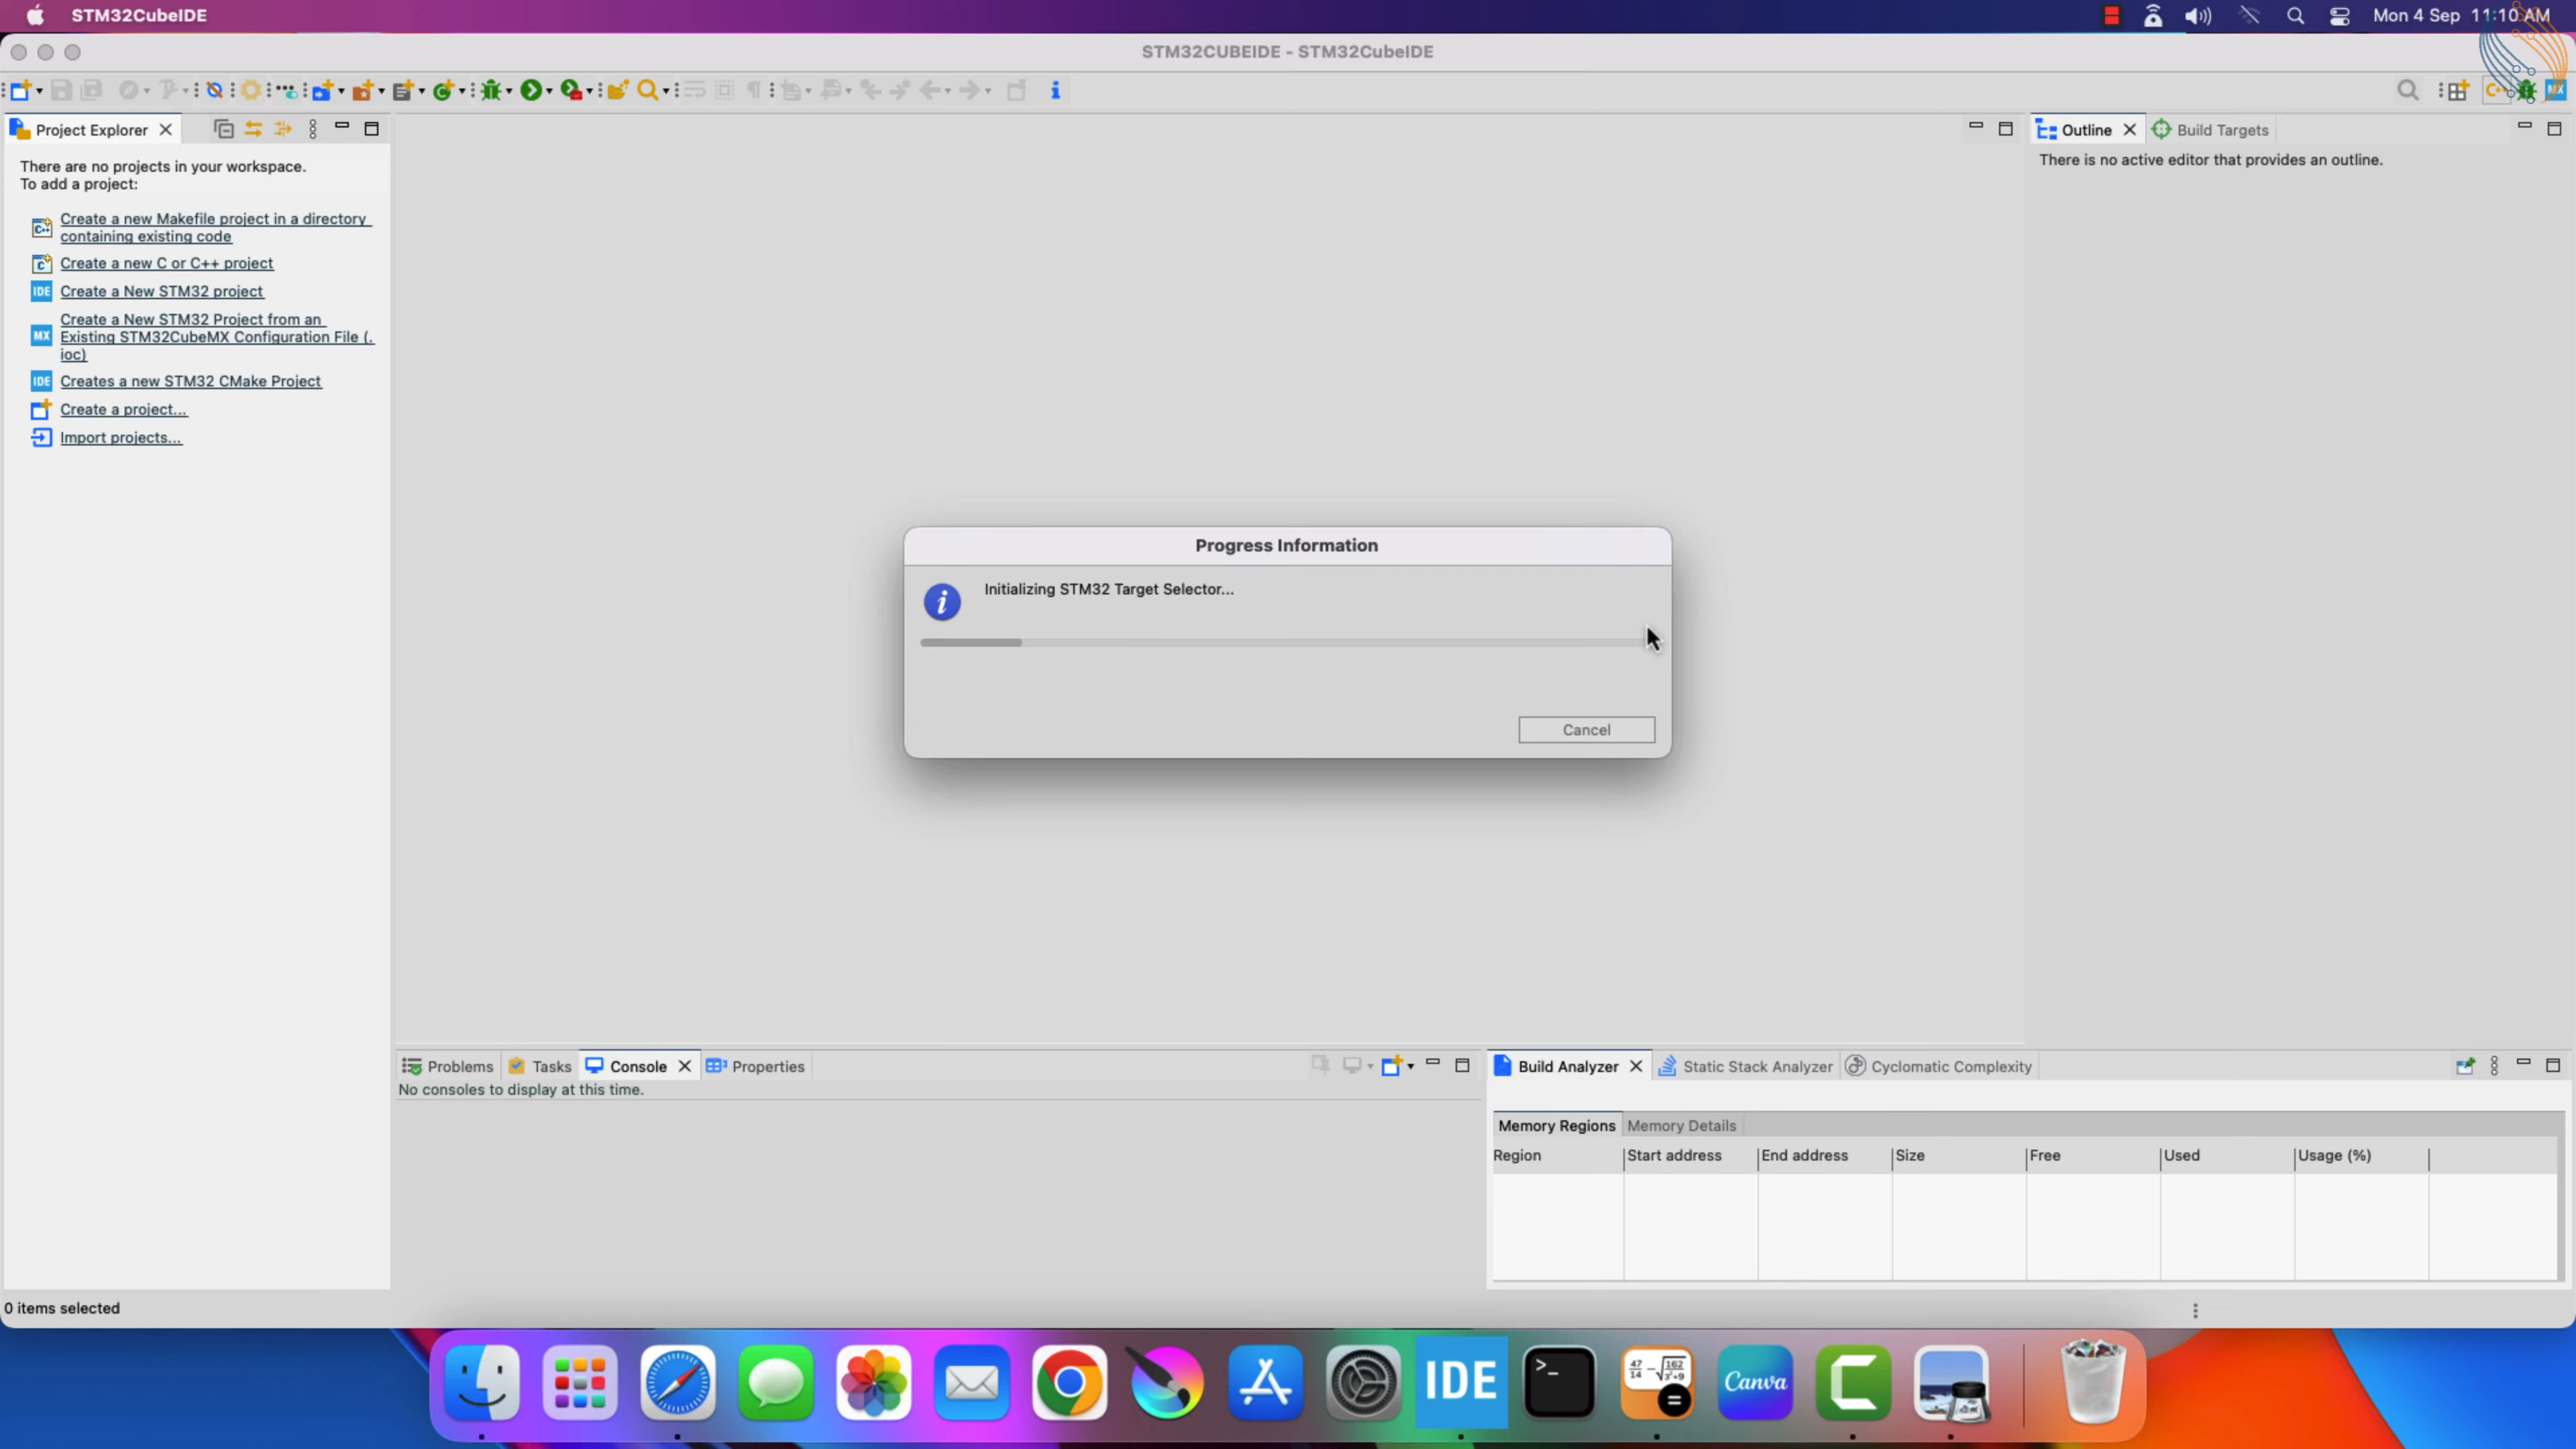 STM32CubeIDE
Mon 4 Sep 11:10 AM
STM32CUBEIDE - STM32CubeIDE
Project Explorer
There are no projects in your workspace.
To add a project:
Create a new Makefile project in a directory
containing existing code
Create a new C or C++ project
IDE Create a New STM32 project
Create a New STM32 Project from an
MX Existing STM32CubeMX Configuration File (.
ioc)
IDE Creates a new STM32 CMake Project
Create a project...
Import projects...
Outline
Build Targets
There is no active editor that provides an outline.
Progress Information
Initializing STM32 Target Selector...
Cancel
Problems
Tasks
Console
Properties
No consoles to display at this time.
Build Analyzer
Static Stack Analyzer
Cyclomatic Complexity
Memory Regions
Memory Details
Region
Start address
End address
Size
Free
Used
Usage (%)
0 items selected
IDE
Canva